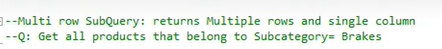 --Multi row SubQuery: returns Multiple rows and single column
--Q: Get all products that belong to Subcategory= Brakes